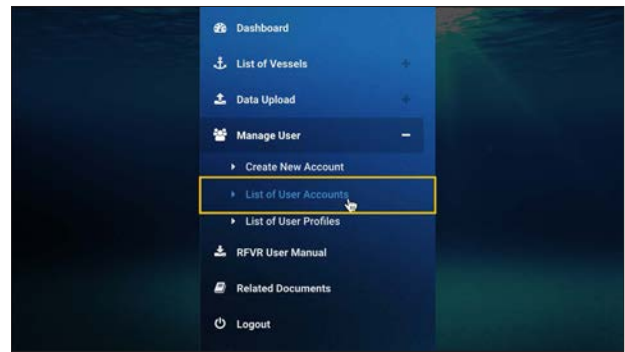 Dashboard
List of Vessels +
Data Upload +
Manage User −
Create New Account
List of User Accounts
List of User Profiles
RFVR User Manual
Related Documents
Logout